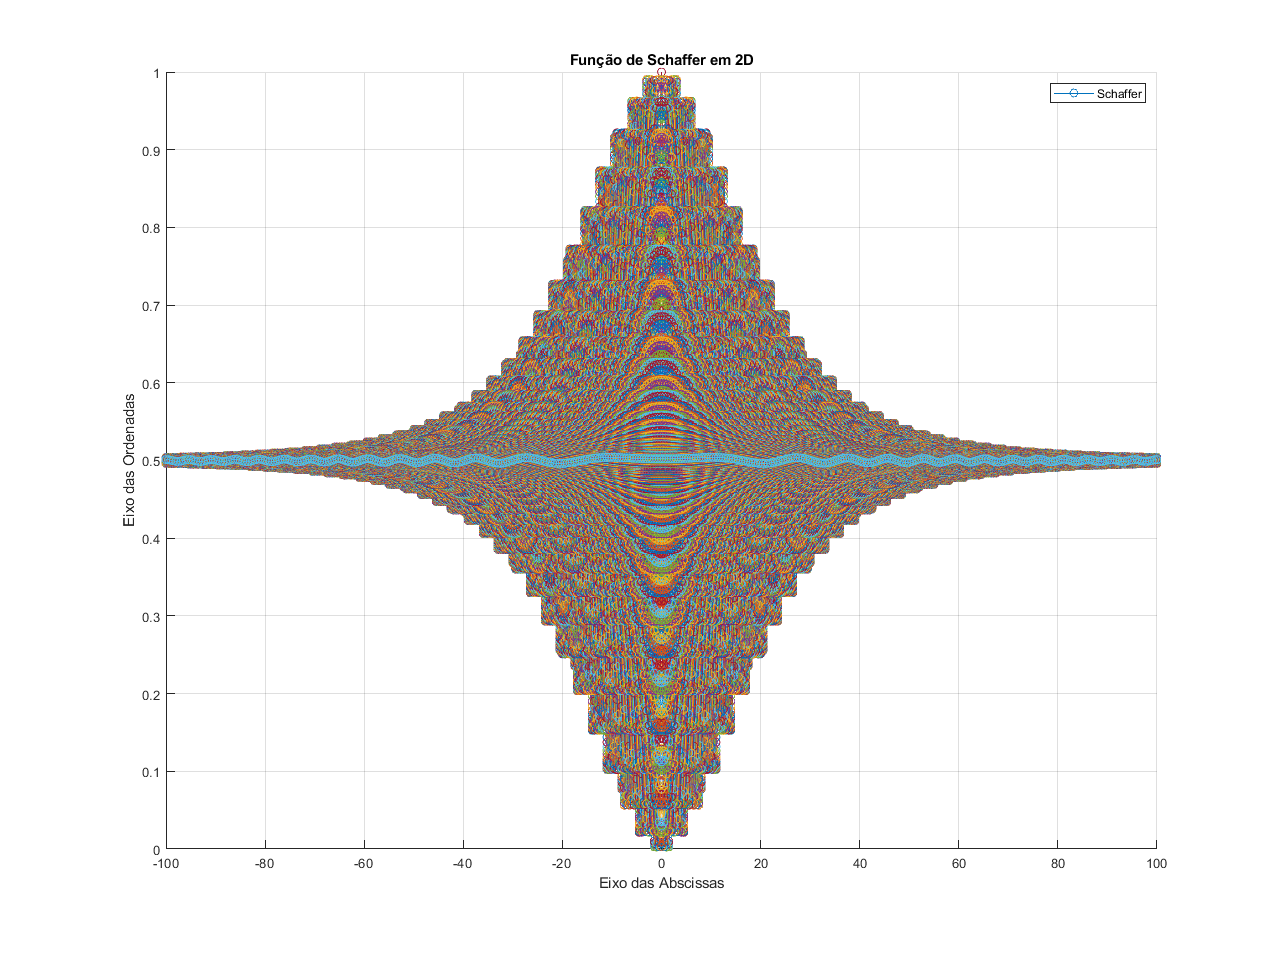 Função de Schaffer em 2D
Schaffer
1
0.9
0.8
0.7
0.6
0.5
0.4
0.3
0.2
0.1
0
Eixo das Ordenadas
-100 -80 -60 -40 -20 0 20 40 60 80 100
Eixo das Abscissas